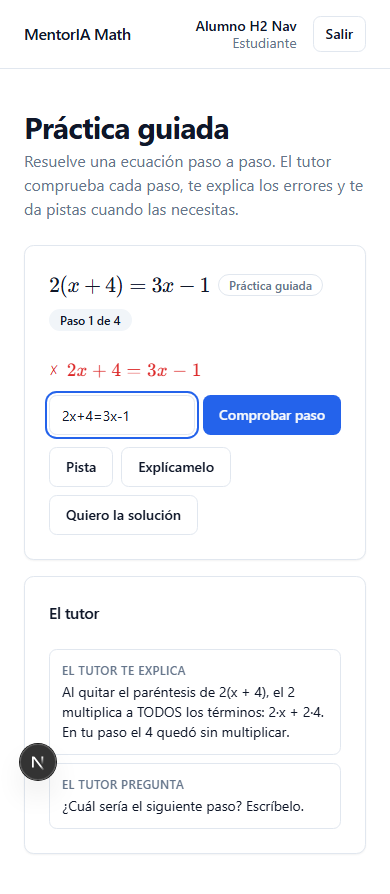 MentorIA Math
Alumno H2 Nav
Estudiante
Salir
Práctica guiada
Resuelve una ecuación paso a paso. El tutor
comprueba cada paso, te explica los errores y te
da pistas cuando las necesitas.
2(x + 4) = 3x − 1
Práctica guiada
Paso 1 de 4
✗ 2x + 4 = 3x − 1
2x+4=3x-1
Comprobar paso
Pista
Explícamelo
Quiero la solución
El tutor
EL TUTOR TE EXPLICA
Al quitar el paréntesis de 2(x + 4), el 2
multiplica a TODOS los términos: 2·x + 2·4.
En tu paso el 4 quedó sin multiplicar.
N
EL TUTOR PREGUNTA
¿Cuál sería el siguiente paso? Escríbelo.